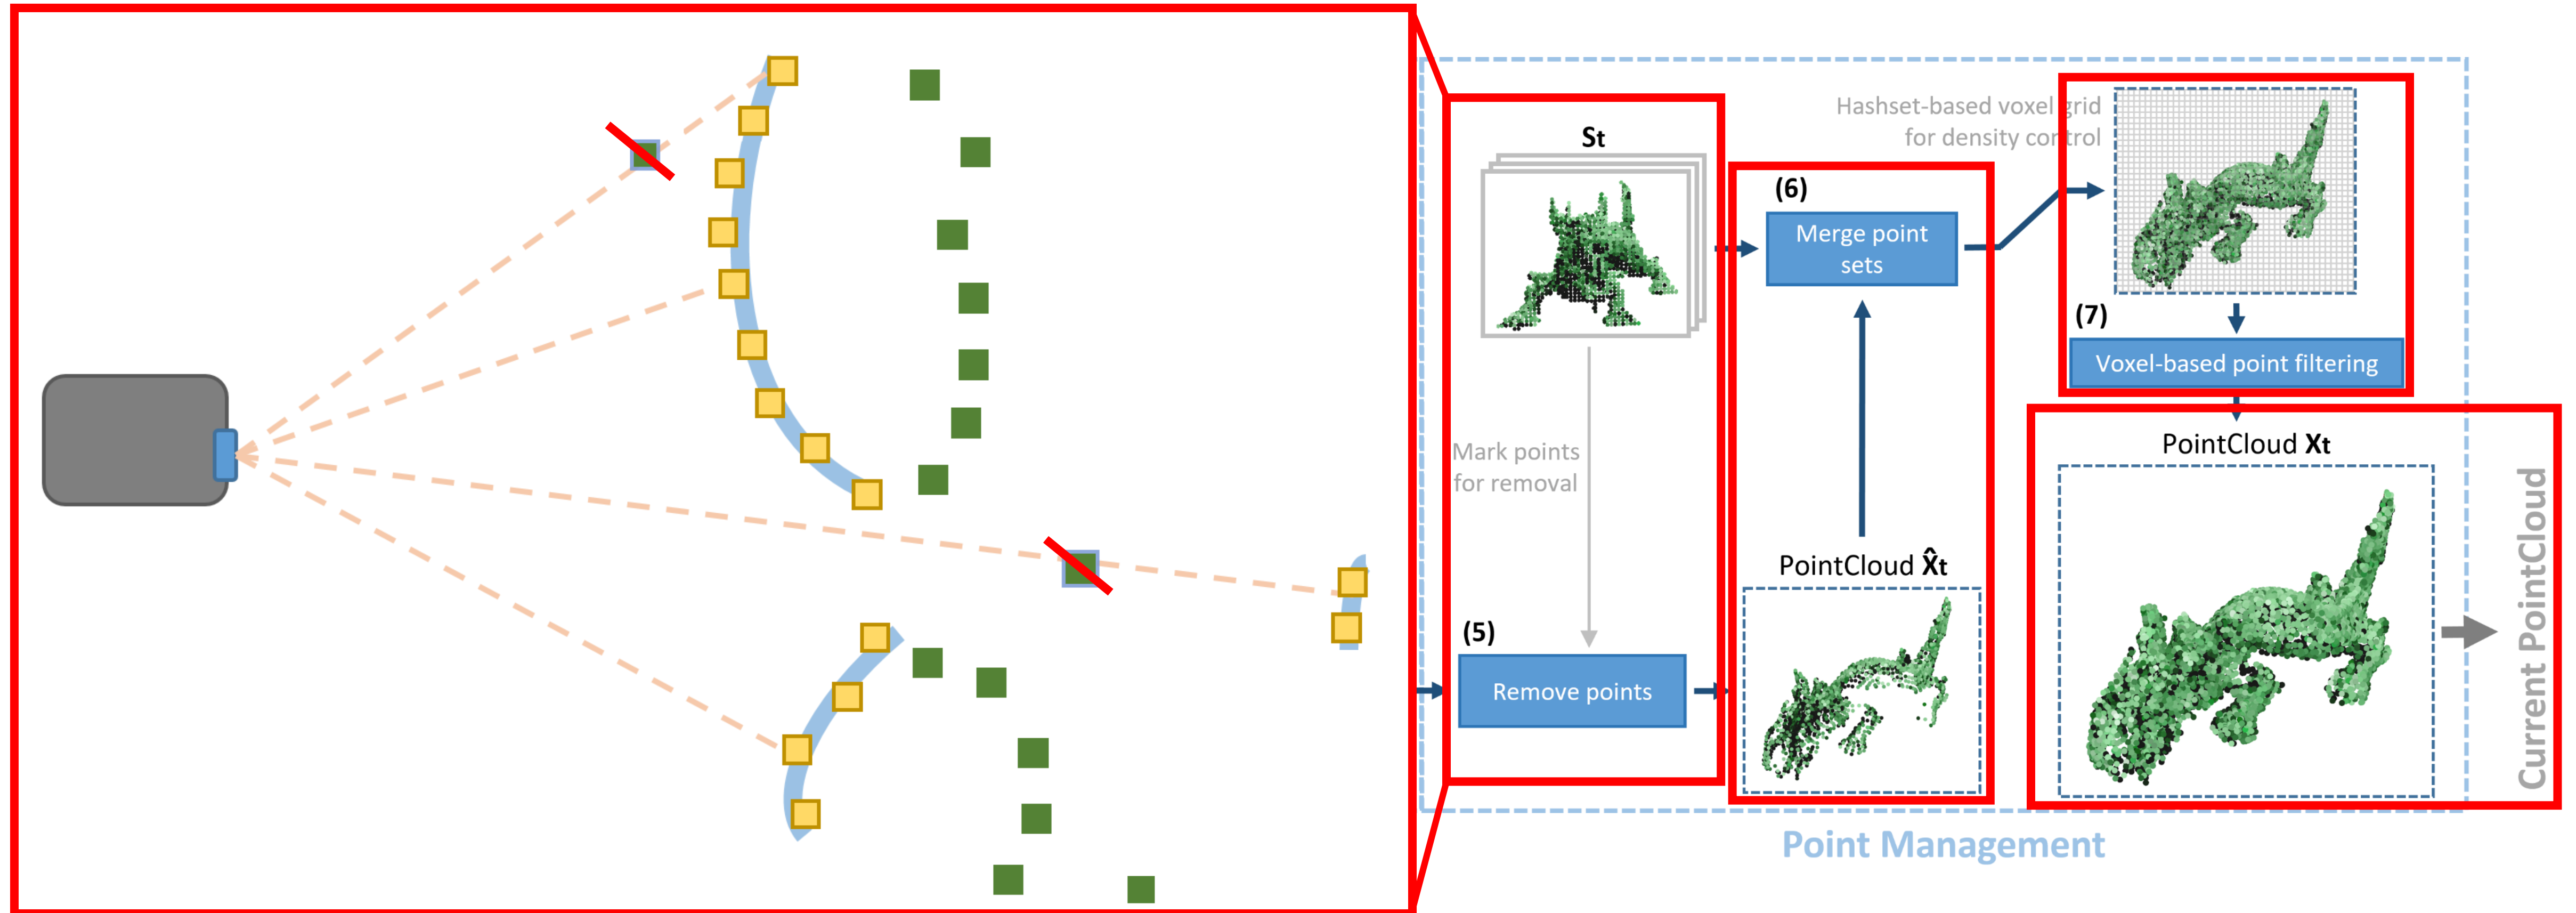 Hashset-based voxel grid
for density control
St
(6)
Merge point
sets
(7)
Voxel-based point filtering
Mark points
for removal
PointCloud Xt
PointCloud X̂t
(5)
Remove points
Current PointCloud
Point Management